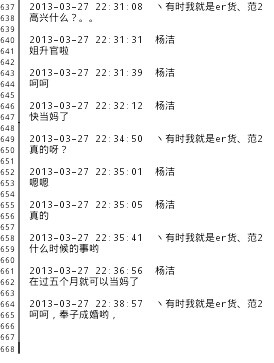 637 2013-03-27 22:31:08 丶有时我就是er货、范2
638 高兴什么？。。
639
640 2013-03-27 22:31:31 杨洁
641 姐升官啦
642
643 2013-03-27 22:31:39 杨洁
644 呵呵
645
646 2013-03-27 22:32:12 杨洁
647 快当妈了
648
649 2013-03-27 22:34:50 丶有时我就是er货、范2
650 真的呀？
651
652 2013-03-27 22:35:01 杨洁
653 嗯嗯
654
655 2013-03-27 22:35:05 杨洁
656 真的
657
658 2013-03-27 22:35:41 丶有时我就是er货、范2
659 什么时候的事哟
660
661 2013-03-27 22:36:56 杨洁
662 在过五个月就可以当妈了
663
664 2013-03-27 22:38:57 丶有时我就是er货、范2
665 呵呵，奉子成婚哟，
666
667
668